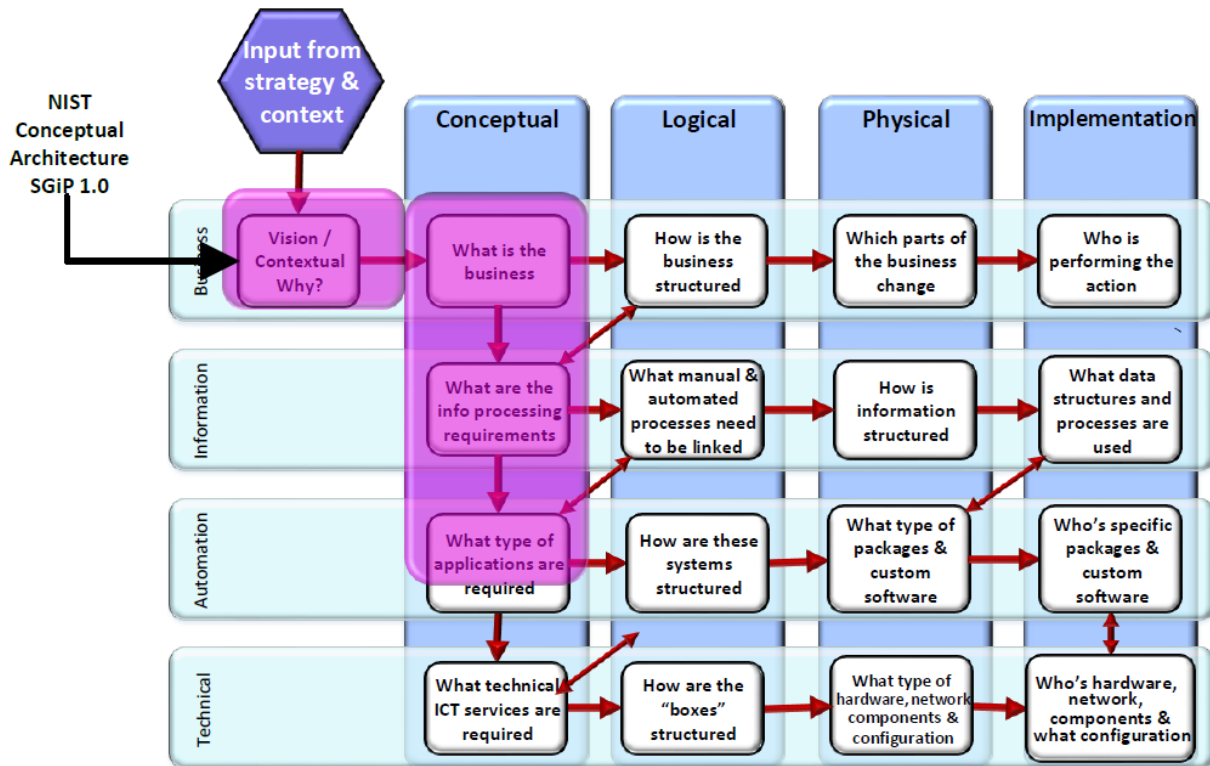 Input from
strategy &
context
NIST
Conceptual
Architecture
SGiP 1.0
Conceptual
Logical
Physical
Implementation
Business
Vision /
Contextual
Why?
What is the
business
How is the
business
structured
Which parts of
the business
change
Who is
performing the
action
Information
What are the
info processing
requirements
What manual &
automated
processes need
to be linked
How is
information
structured
What data
structures and
processes are
used
Automation
What type of
applications are
required
How are these
systems
structured
What type of
packages &
custom
software
Who's specific
packages &
custom
software
Technical
What technical
ICT services are
required
How are the
“boxes”
structured
What type of
hardware, network
components &
configuration
Who's hardware,
network,
components &
what configuration